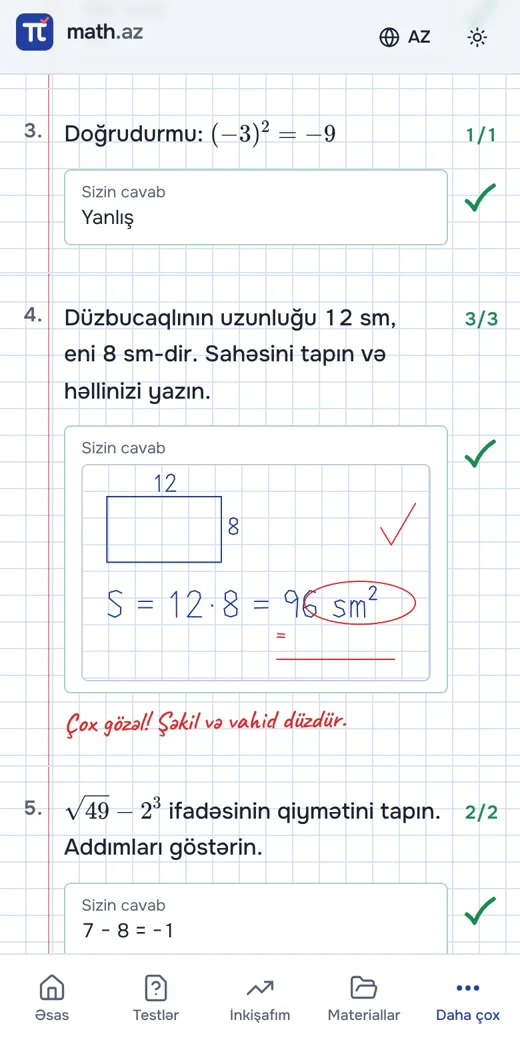 math.az
AZ
3. Doğrudurmu: (−3)² = −9 1/1
Sizin cavab
Yanlış
4. Düzbucaqlının uzunluğu 12 sm, 3/3
eni 8 sm-dir. Sahəsini tapın və
həllinizi yazın.
Sizin cavab
12
8
S = 12 · 8 = 96 sm²
=
Çox gözəl! Şəkil və vahid düzdür.
5. √49 − 2³ ifadəsinin qiymətini tapın. 2/2
Addımları göstərin.
Sizin cavab
7 - 8 = -1
Əsas Testlər İnkişafım Materiallar Daha çox